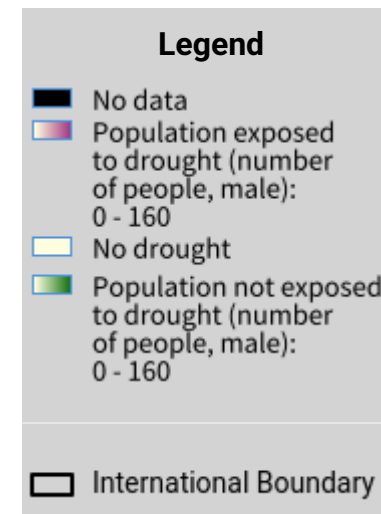 Legend
No data
Population exposed
to drought (number
of people, male):
0 - 160
No drought
Population not exposed
to drought (number
of people, male):
0 - 160
International Boundary